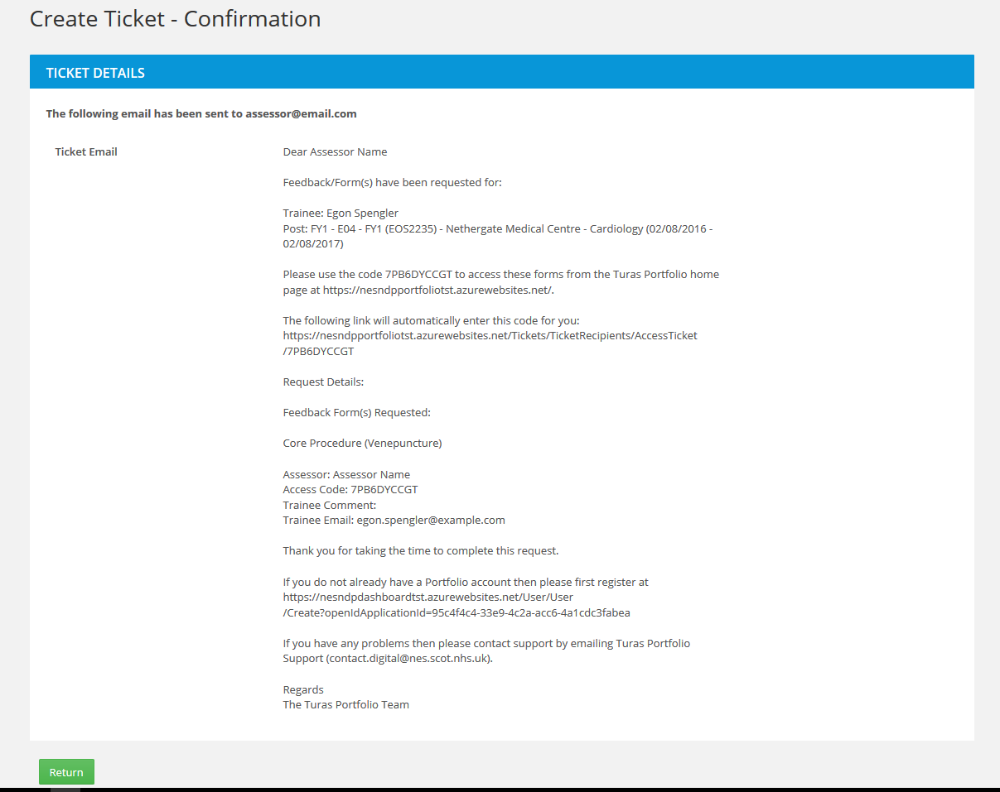 Create Ticket - Confirmation
TICKET DETAILS
The following email has been sent to assessor@email.com
Ticket Email
Dear Assessor Name
Feedback/Form(s) have been requested for:
Trainee: Egon Spengler
Post: FY1 - E04 - FY1 (EOS2235) - Nethergate Medical Centre - Cardiology (02/08/2016 -
02/08/2017)
Please use the code 7PB6DYCCGT to access these forms from the Turas Portfolio home
page at https://nesndpportfoliotst.azurewebsites.net/.
The following link will automatically enter this code for you:
https://nesndpportfoliotst.azurewebsites.net/Tickets/TicketRecipients/AccessTicket
/7PB6DYCCGT
Request Details:
Feedback Form(s) Requested:
Core Procedure (Venepuncture)
Assessor: Assessor Name
Access Code: 7PB6DYCCGT
Trainee Comment:
Trainee Email: egon.spengler@example.com
Thank you for taking the time to complete this request.
If you do not already have a Portfolio account then please first register at
https://nesndpdashboardtst.azurewebsites.net/User/User
/Create?openIdApplicationId=95c4f4c4-33e9-4c2a-acc6-4a1cdc3fabea
If you have any problems then please contact support by emailing Turas Portfolio
Support (contact.digital@nes.scot.nhs.uk).
Regards
The Turas Portfolio Team
Return